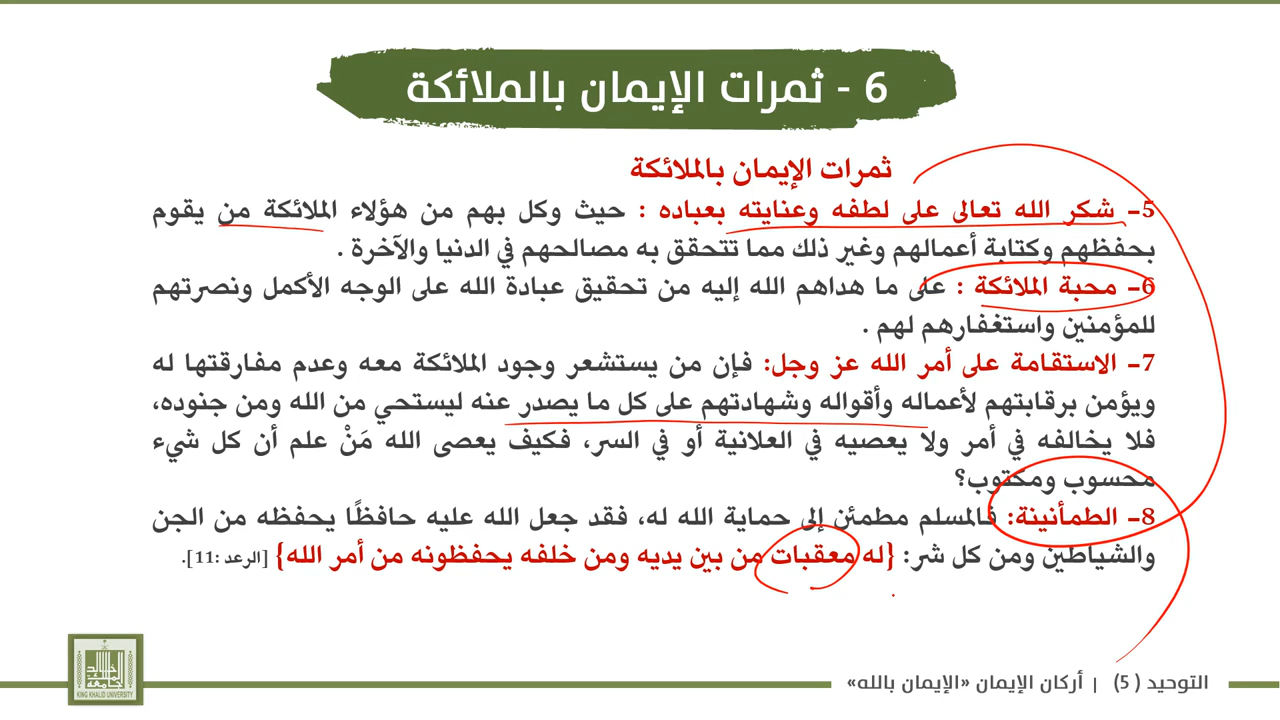 6 - ثمرات الإيمان بالملائكة
ثمرات الإيمان بالملائكة
5- شكر الله تعالى على لطفه وعنايته بعباده : حيث وكل بهم من هؤلاء الملائكة من يقوم
بحفظهم وكتابة أعمالهم وغير ذلك مما تتحقق به مصالحهم في الدنيا والآخرة .
6- محبة الملائكة : على ما هداهم الله إليه من تحقيق عبادة الله على الوجه الأكمل ونصرتهم
للمؤمنين واستغفارهم لهم .
7- الاستقامة على أمر الله عز وجل: فإن من يستشعر وجود الملائكة معه وعدم مفارقتها له
ويؤمن برقابتهم لأعماله وأقواله وشهادتهم على كل ما يصدر عنه ليستحي من الله ومن جنوده،
فلا يخالفه في أمر ولا يعصيه في العلانية أو في السر، فكيف يعصى الله مَنْ علم أن كل شيء
محسوب ومكتوب؟
8- الطمأنينة: فالمسلم مطمئن إلى حماية الله له، فقد جعل الله عليه حافظًا يحفظه من الجن
والشياطين ومن كل شر: {له معقبات من بين يديه ومن خلفه يحفظونه من أمر الله} [الرعد :11].
التوحيد ( 5) | أركان الإيمان «الإيمان بالله»
جامعة الملك خالد
KING KHALID UNIVERSITY